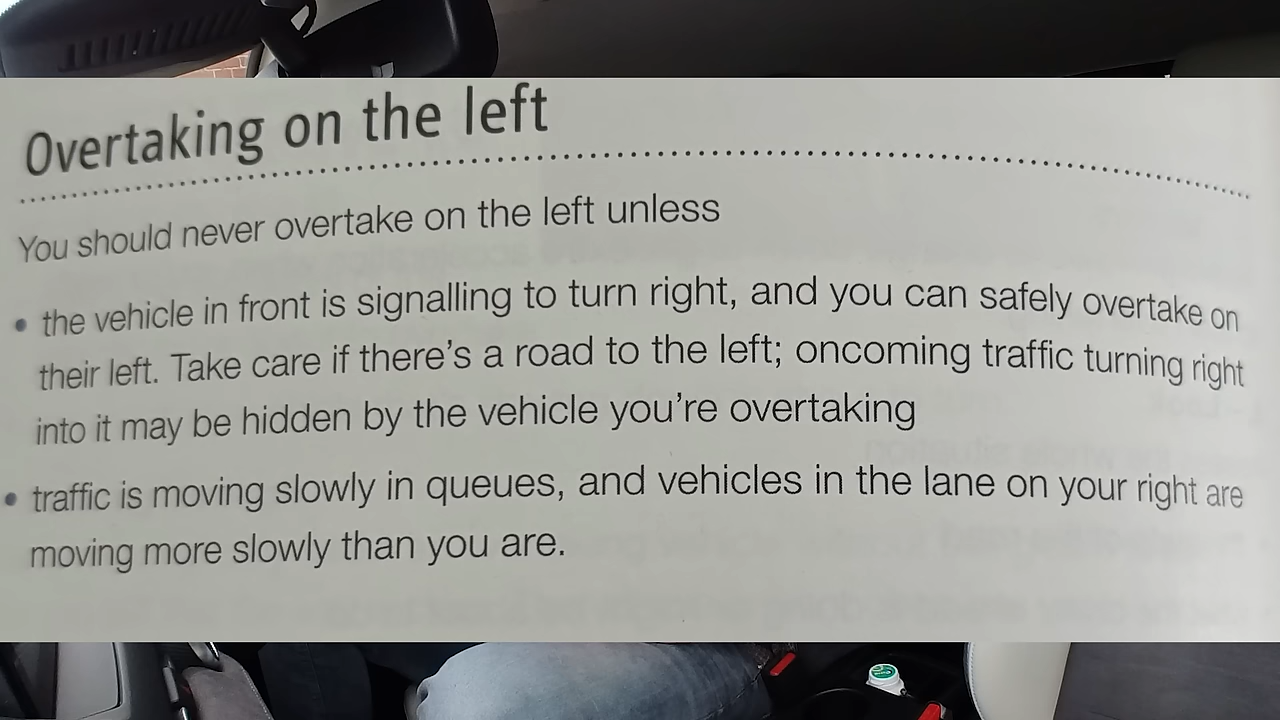 Overtaking on the left
You should never overtake on the left unless
• the vehicle in front is signalling to turn right, and you can safely overtake on
their left. Take care if there's a road to the left; oncoming traffic turning right
into it may be hidden by the vehicle you're overtaking
• traffic is moving slowly in queues, and vehicles in the lane on your right are
moving more slowly than you are.